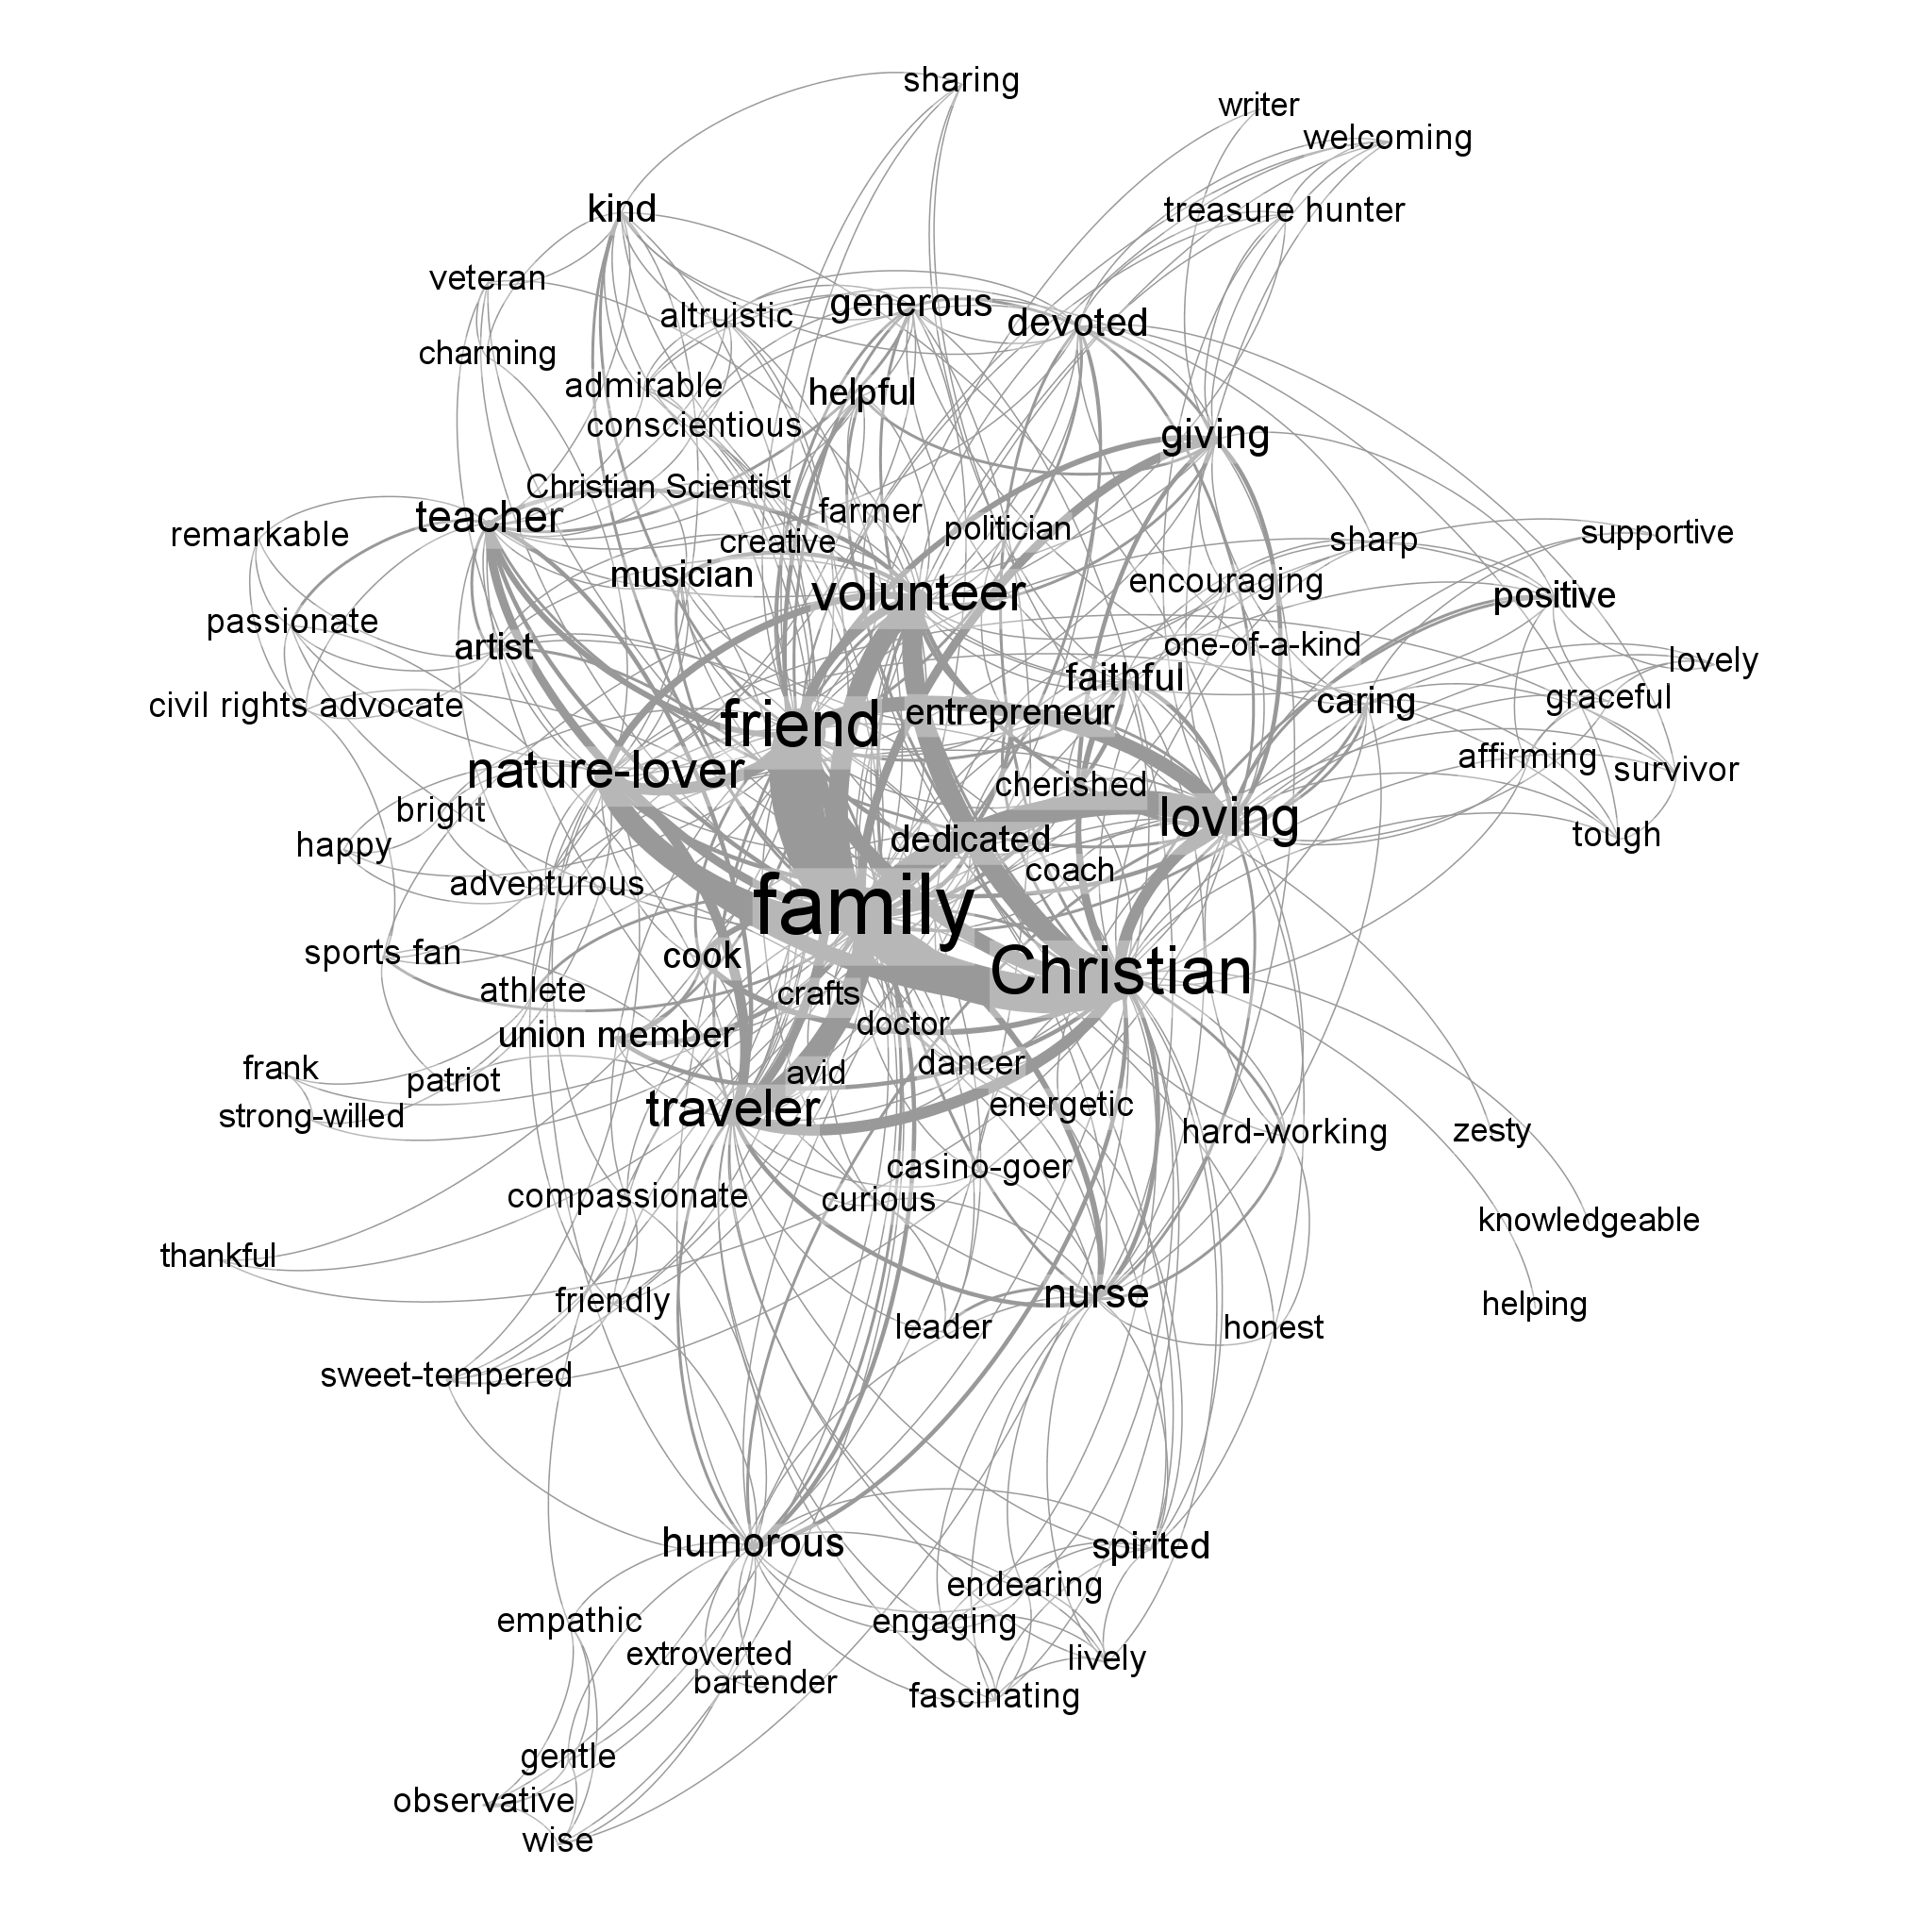 sharing
writer
welcoming
kind
treasure hunter
veteran
generous
altruistic
devoted
charming
admirable
helpful
conscientious
giving
Christian Scientist
farmer
teacher
politician
remarkable
supportive
sharp
creative
musician
encouraging
volunteer
positive
passionate
artist
one-of-a-kind
lovely
faithful
graceful
caring
civil rights advocate
entrepreneur
friend
affirming
survivor
nature-lover
cherished
bright
loving
tough
dedicated
happy
coach
adventurous
family
sports fan
cook
Christian
athlete
crafts
doctor
union member
dancer
frank
avid
patriot
energetic
traveler
strong-willed
zesty
hard-working
casino-goer
compassionate
curious
knowledgeable
thankful
nurse
friendly
helping
leader
honest
sweet-tempered
humorous
spirited
endearing
empathic
engaging
extroverted
lively
bartender
fascinating
gentle
observative
wise